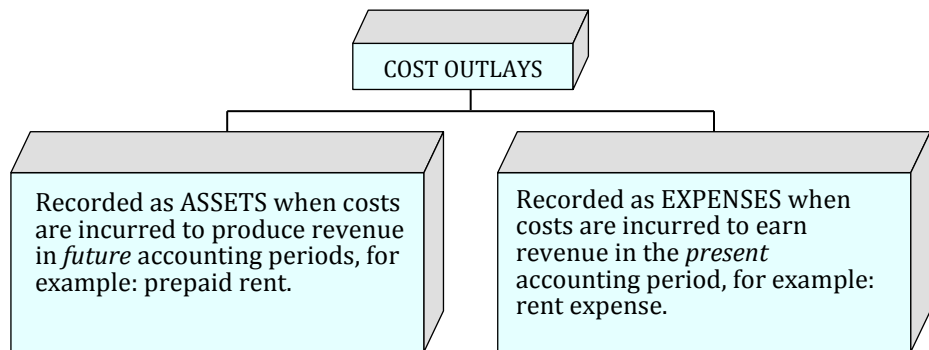 COST OUTLAYS
Recorded as ASSETS when costs
are incurred to produce revenue
in future accounting periods, for
example: prepaid rent.
Recorded as EXPENSES when
costs are incurred to earn
revenue in the present
accounting period, for example:
rent expense.